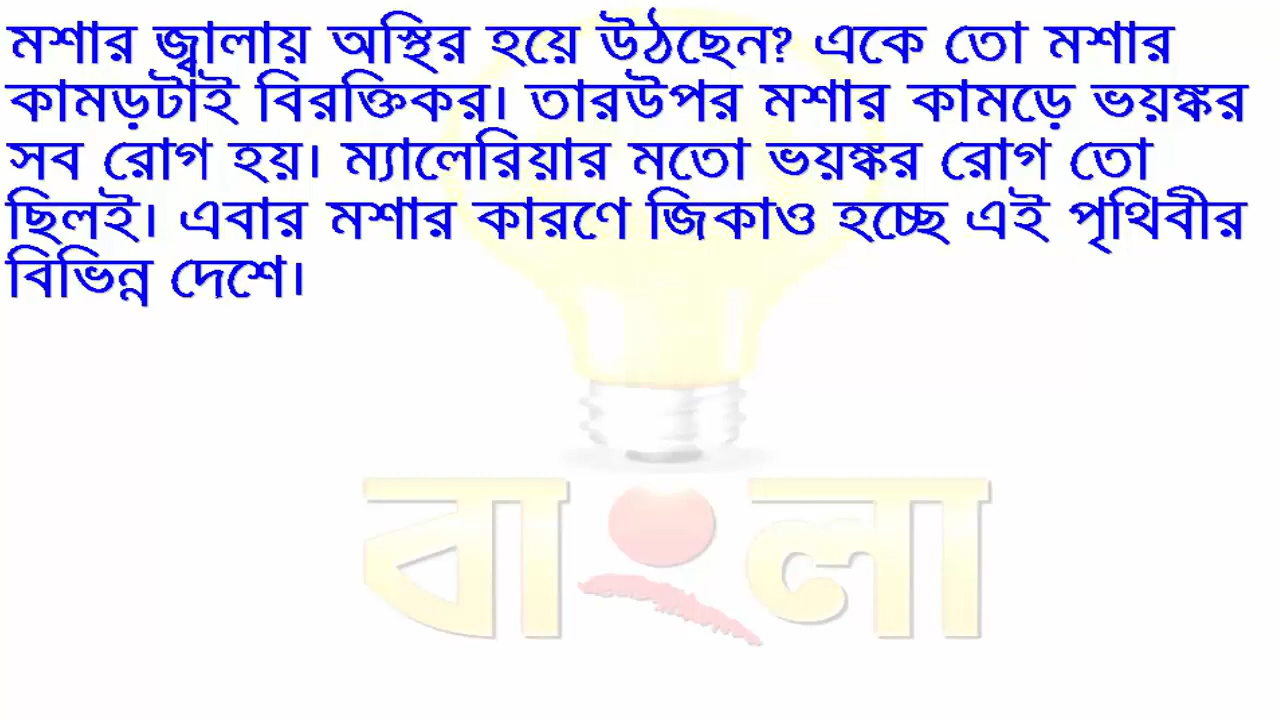 মশার জ্বালায় অস্থির হয়ে উঠছেন? একে তো মশার
কামড়টাই বিরক্তিকর। তারউপর মশার কামড়ে ভয়ঙ্কর
সব রোগ হয়। ম্যালেরিয়ার মতো ভয়ঙ্কর রোগ তো
ছিলই। এবার মশার কারণে জিকাও হচ্ছে এই পৃথিবীর
বিভিন্ন দেশে।
বাংলা